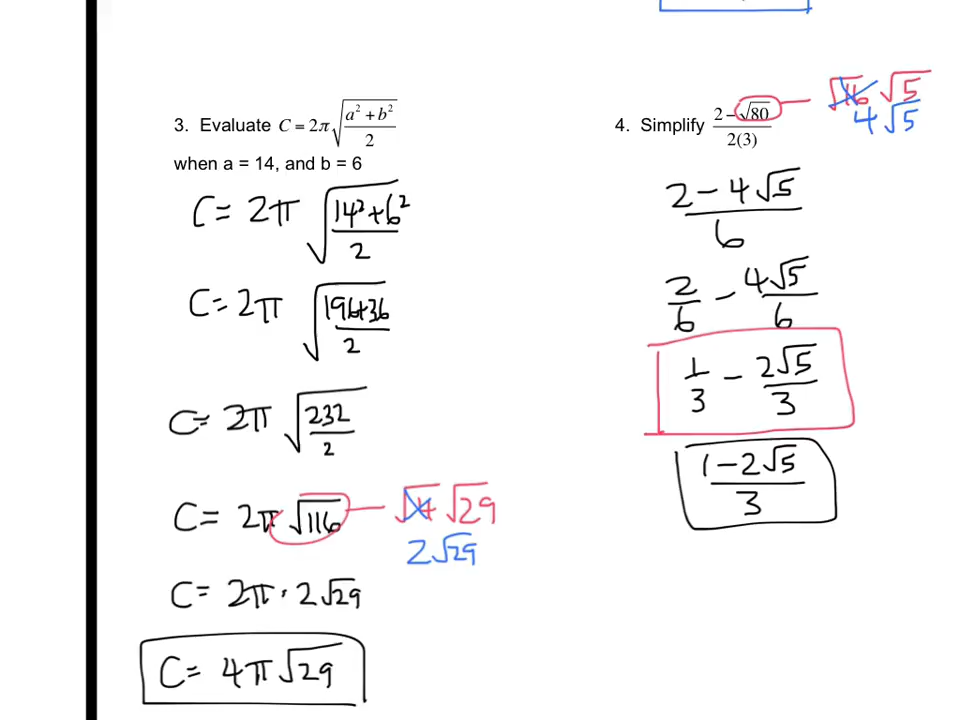 3. Evaluate C = 2π√((a² + b²)/2)
when a = 14, and b = 6
C = 2π √((14² + 6²)/2)
C = 2π √((196+36)/2)
C = 2π √(232/2)
C = 2π √116 — √4 √29
2√29
C = 2π · 2√29
C = 4π√29
4. Simplify (2 − √80)/(2(3)) — √16 √5
4√5
(2 − 4√5)/6
2/6 − 4√5/6
1/3 − 2√5/3
(1 − 2√5)/3